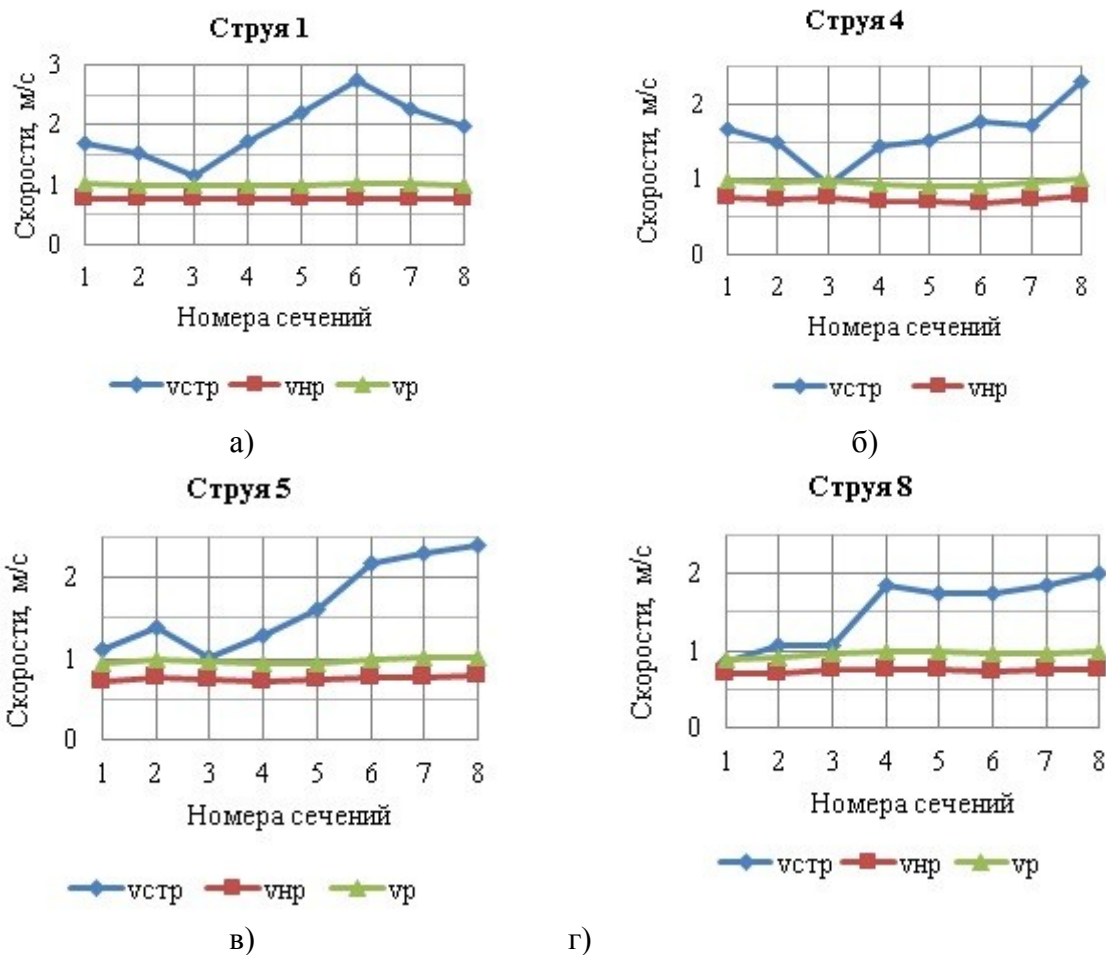 Струя 1
Скорости, м/с
3
2
1
0
1 2 3 4 5 6 7 8
Номера сечений
vстр vнр vр
а)
Струя 4
Скорости, м/с
2
1
0
1 2 3 4 5 6 7 8
Номера сечений
vстр vнр
б)
Струя 5
Скорости, м/с
2
1
0
1 2 3 4 5 6 7 8
Номера сечений
vстр vнр vр
в)
Струя 8
Скорости, м/с
2
1
0
1 2 3 4 5 6 7 8
Номера сечений
vстр vнр vр
г)